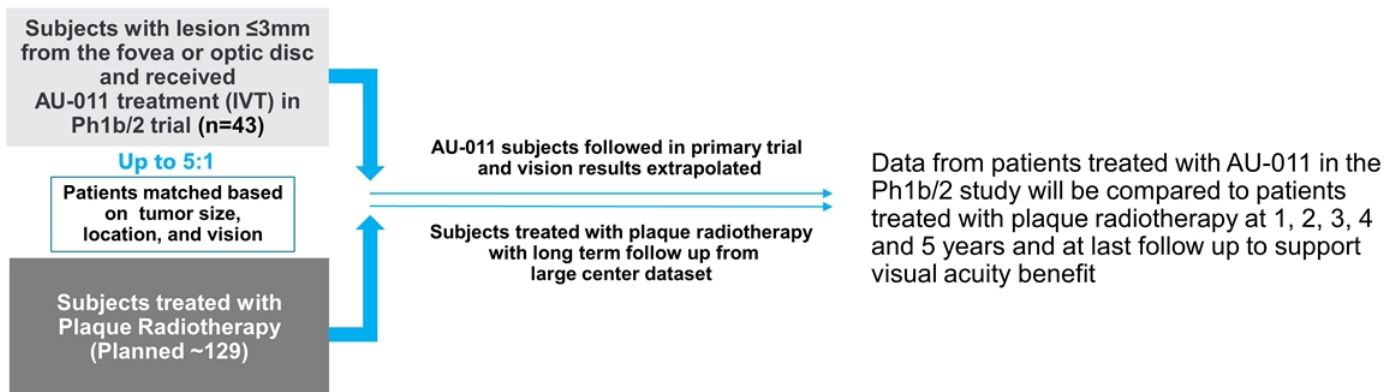 Subjects with lesion ≤3mm
from the fovea or optic disc
and received
AU-011 treatment (IVT) in
Ph1b/2 trial (n=43)
Up to 5:1
Patients matched based
on tumor size,
location, and vision
Subjects treated with
Plaque Radiotherapy
(Planned ~129)
AU-011 subjects followed in primary trial
and vision results extrapolated
Subjects treated with plaque radiotherapy
with long term follow up from
large center dataset
Data from patients treated with AU-011 in the
Ph1b/2 study will be compared to patients
treated with plaque radiotherapy at 1, 2, 3, 4
and 5 years and at last follow up to support
visual acuity benefit